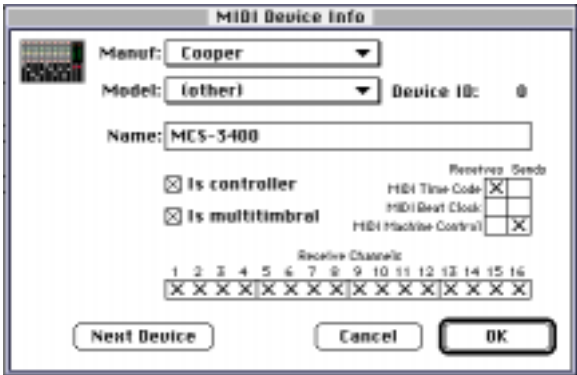 MIDI Device Info
Manuf: Cooper
Model: (other) Device ID: 0
Name: MCS-3400
Receives Sends
Is controller
MIDI Time Code
Is multitimbral
MIDI Beat Clock
MIDI Machine Control
Receive Channels
1 2 3 4 5 6 7 8 9 10 11 12 13 14 15 16
Next Device Cancel OK